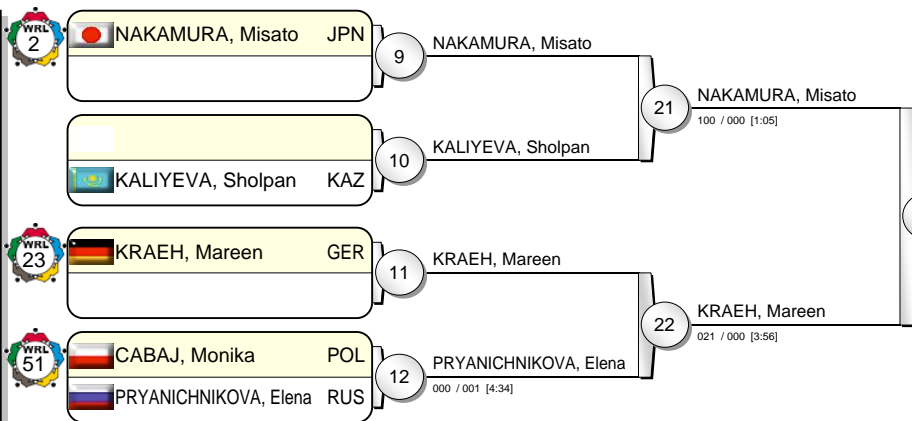 WRL
2
NAKAMURA, Misato JPN
9
NAKAMURA, Misato
KALIYEVA, Sholpan KAZ
10
KALIYEVA, Sholpan
21
NAKAMURA, Misato
100 / 000 [1:05]
WRL
23
KRAEH, Mareen GER
11
KRAEH, Mareen
WRL
51
CABAJ, Monika POL
PRYANICHNIKOVA, Elena RUS
12
PRYANICHNIKOVA, Elena
000 / 001 [4:34]
22
KRAEH, Mareen
021 / 000 [3:56]